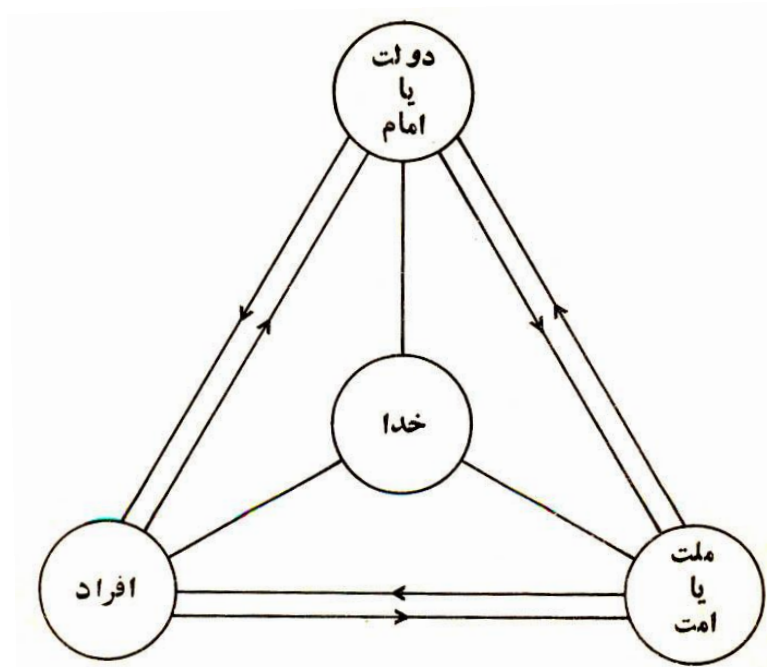 دولت
یا
امام
خدا
افراد
ملت
یا
امت